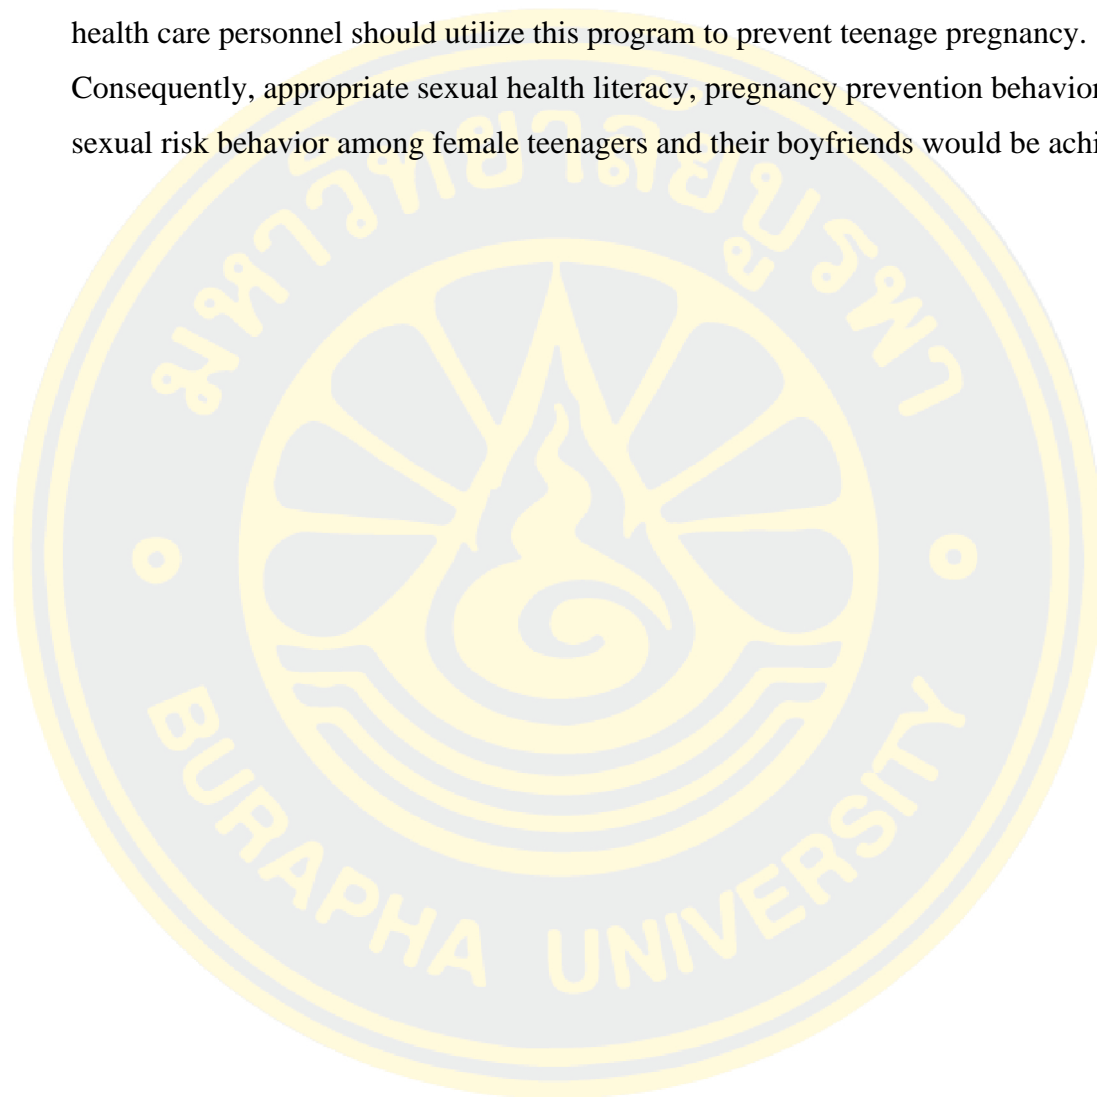 health care personnel should utilize this program to prevent teenage pregnancy.
Consequently, appropriate sexual health literacy, pregnancy prevention behavior
sexual risk behavior among female teenagers and their boyfriends would be achi
มหาวิทยาลัยบูรพา
BURAPHA UNIVERSITY